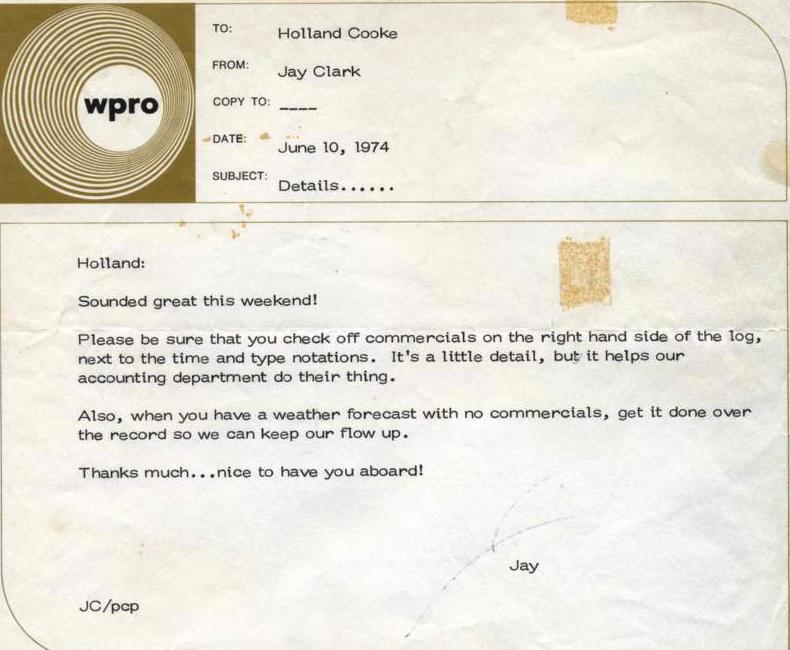 wpro
TO: Holland Cooke
FROM: Jay Clark
COPY TO: ____
DATE: June 10, 1974
SUBJECT: Details......
Holland:
Sounded great this weekend!
Please be sure that you check off commercials on the right hand side of the log,
next to the time and type notations. It's a little detail, but it helps our
accounting department do their thing.
Also, when you have a weather forecast with no commercials, get it done over
the record so we can keep our flow up.
Thanks much...nice to have you aboard!
Jay
JC/pcp